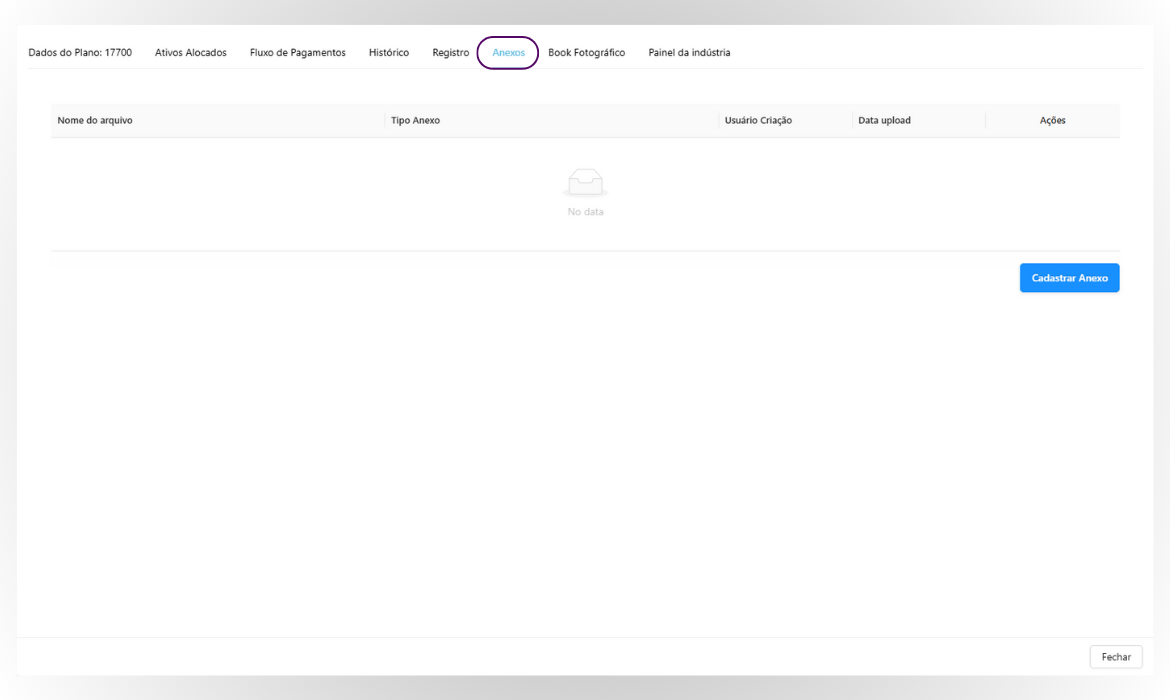 Dados do Plano: 17700 Ativos Alocados Fluxo de Pagamentos Histórico Registro Anexos Book Fotográfico Painel da indústria
Nome do arquivo Tipo Anexo Usuário Criação Data upload Ações
No data
Cadastrar Anexo
Fechar